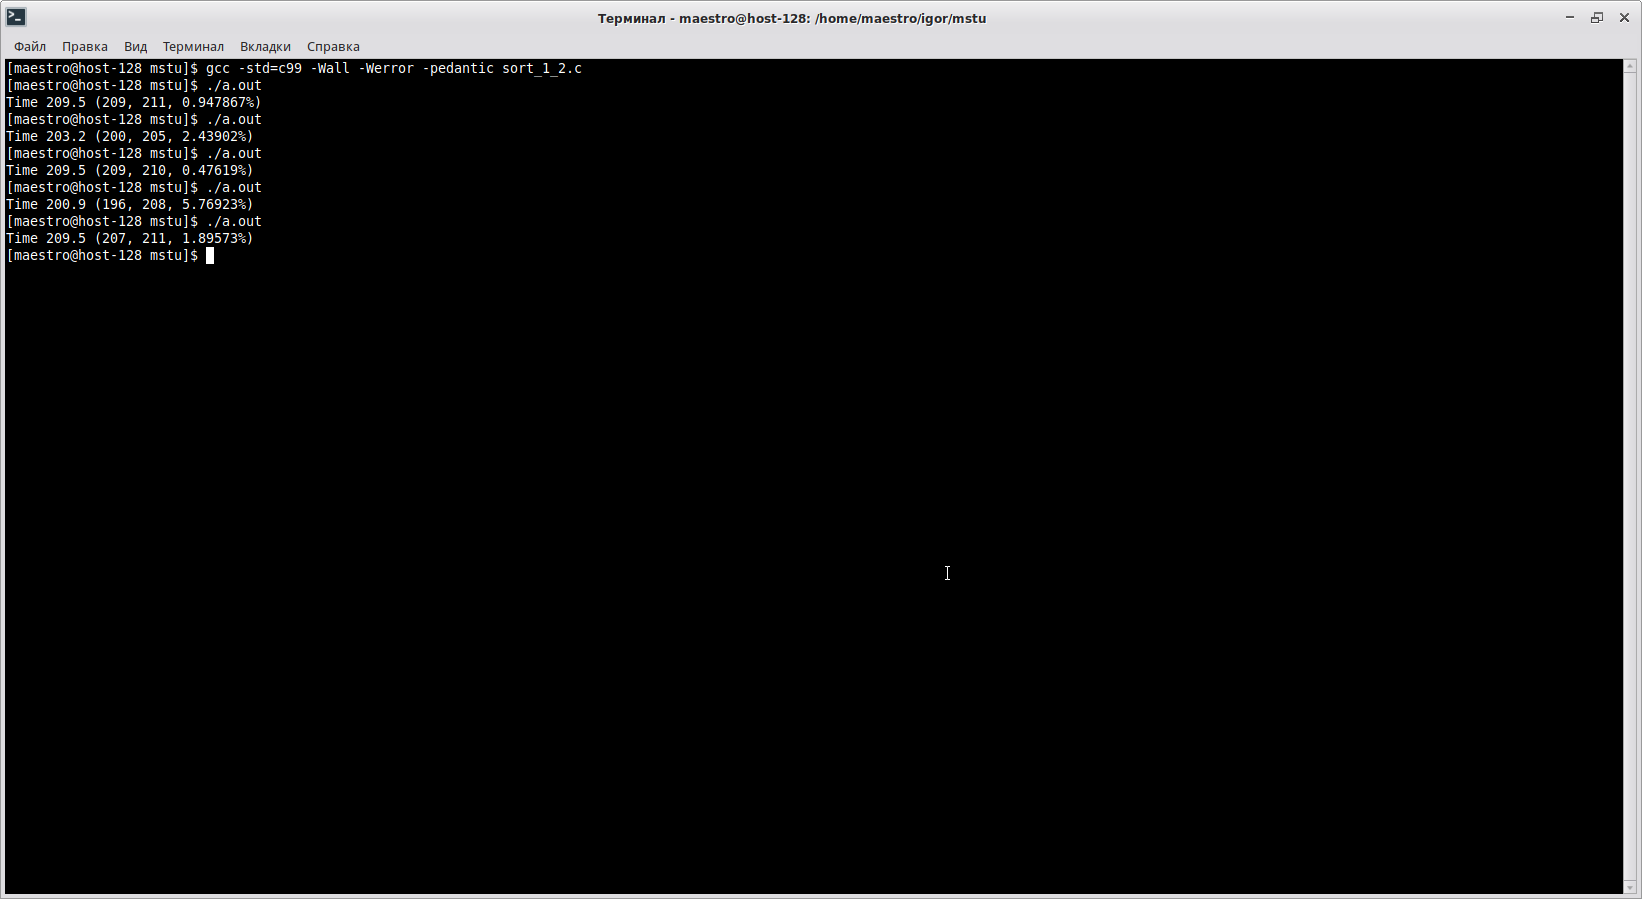 Терминал - maestro@host-128: /home/maestro/igor/mstu
Файл Правка Вид Терминал Вкладки Справка
[maestro@host-128 mstu]$ gcc -std=c99 -Wall -Werror -pedantic sort_1_2.c
[maestro@host-128 mstu]$ ./a.out
Time 209.5 (209, 211, 0.947867%)
[maestro@host-128 mstu]$ ./a.out
Time 203.2 (200, 205, 2.43902%)
[maestro@host-128 mstu]$ ./a.out
Time 209.5 (209, 210, 0.47619%)
[maestro@host-128 mstu]$ ./a.out
Time 200.9 (196, 208, 5.76923%)
[maestro@host-128 mstu]$ ./a.out
Time 209.5 (207, 211, 1.89573%)
[maestro@host-128 mstu]$